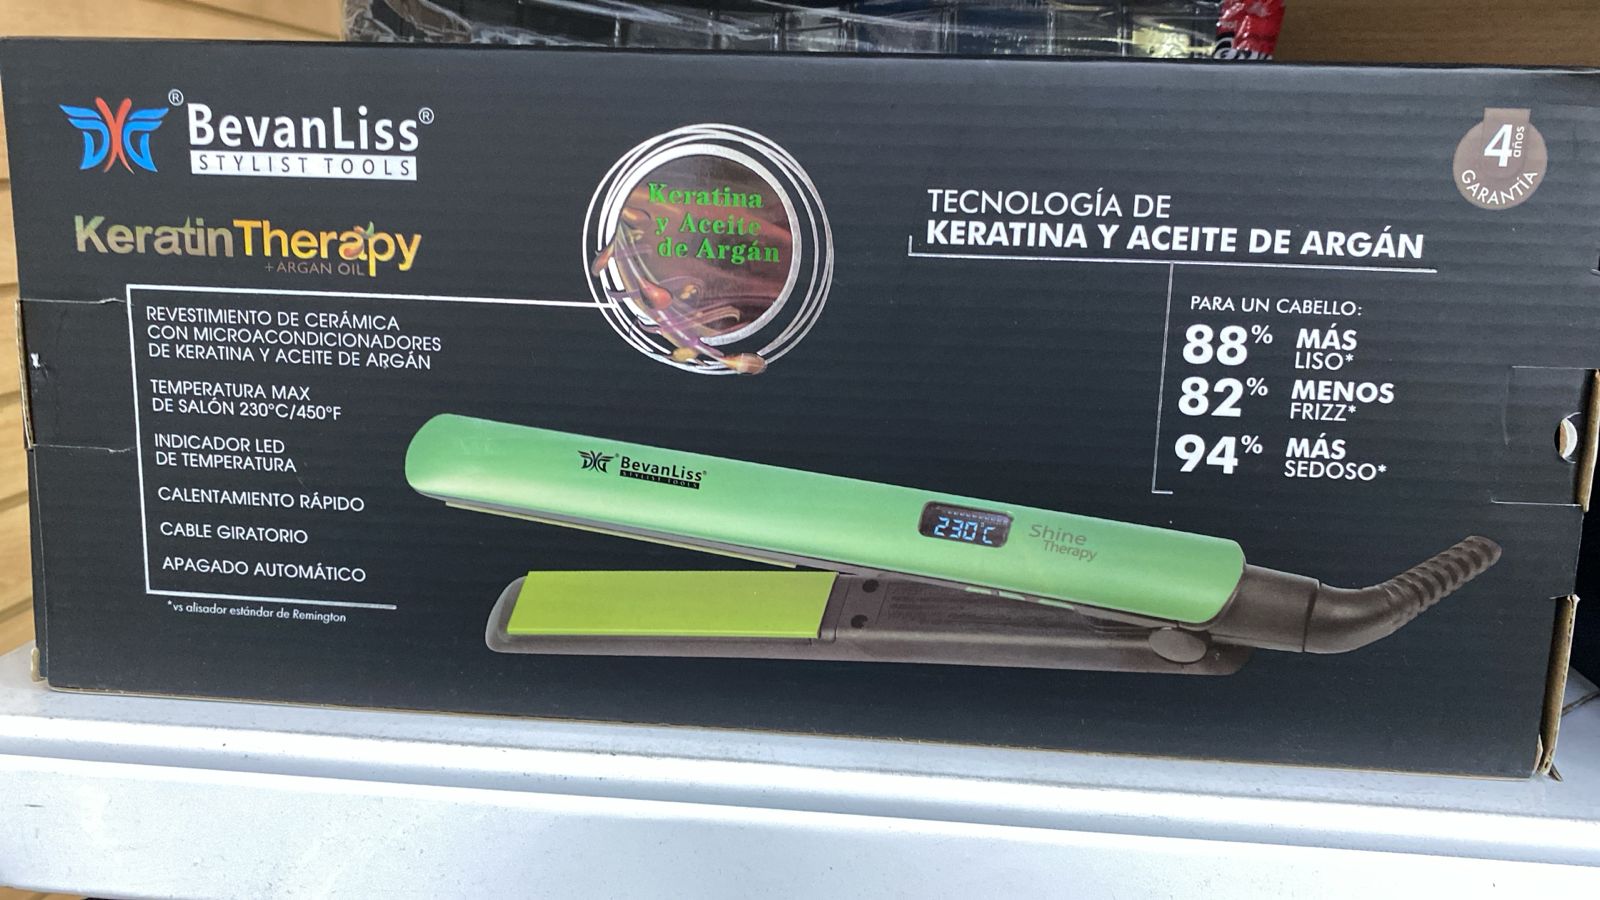 BevanLiss®
STYLIST TOOLS
KeratinTherapy
+ ARGAN OIL
REVESTIMIENTO DE CERÁMICA
CON MICROACONDICIONADORES
DE KERATINA Y ACEITE DE ARGÁN
TEMPERATURA MAX
DE SALÓN 230°C/450°F
INDICADOR LED
DE TEMPERATURA
CALENTAMIENTO RÁPIDO
CABLE GIRATORIO
APAGADO AUTOMÁTICO
*vs alisador estándar de Remington
Keratina
y Aceite
de Argán
TECNOLOGÍA DE
KERATINA Y ACEITE DE ARGÁN
PARA UN CABELLO:
88% MÁS
LISO*
82% MENOS
FRIZZ*
94% MÁS
SEDOSO*
4 años
GARANTÍA
BevanLiss®
STYLIST TOOLS
230°C
Shine
Therapy